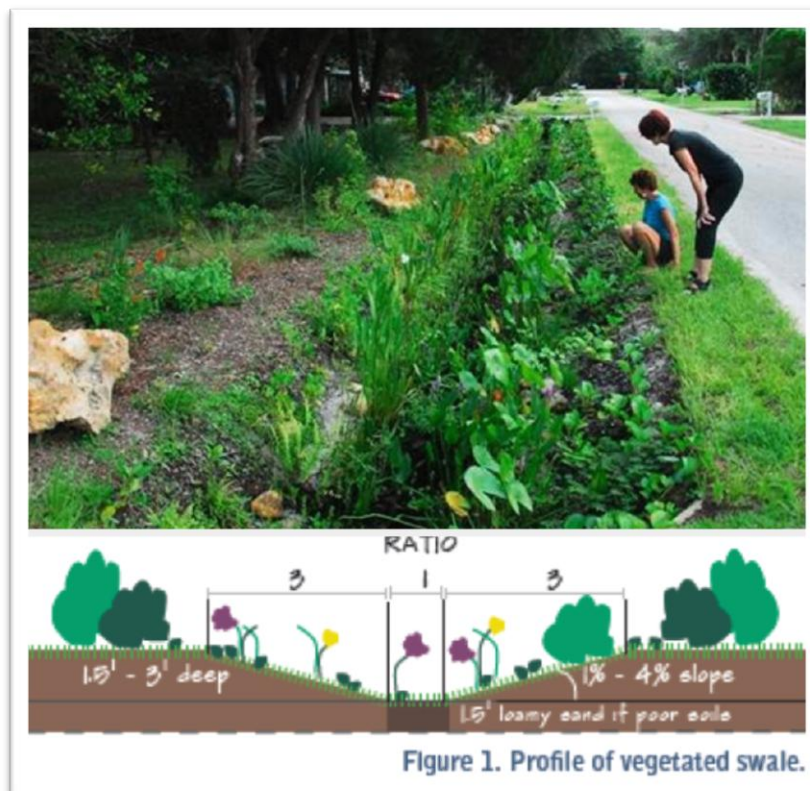 RATIO
3 1 3
1.5' - 3' deep
1% - 4% slope
1.5' loamy sand if poor soils
Figure 1. Profile of vegetated swale.